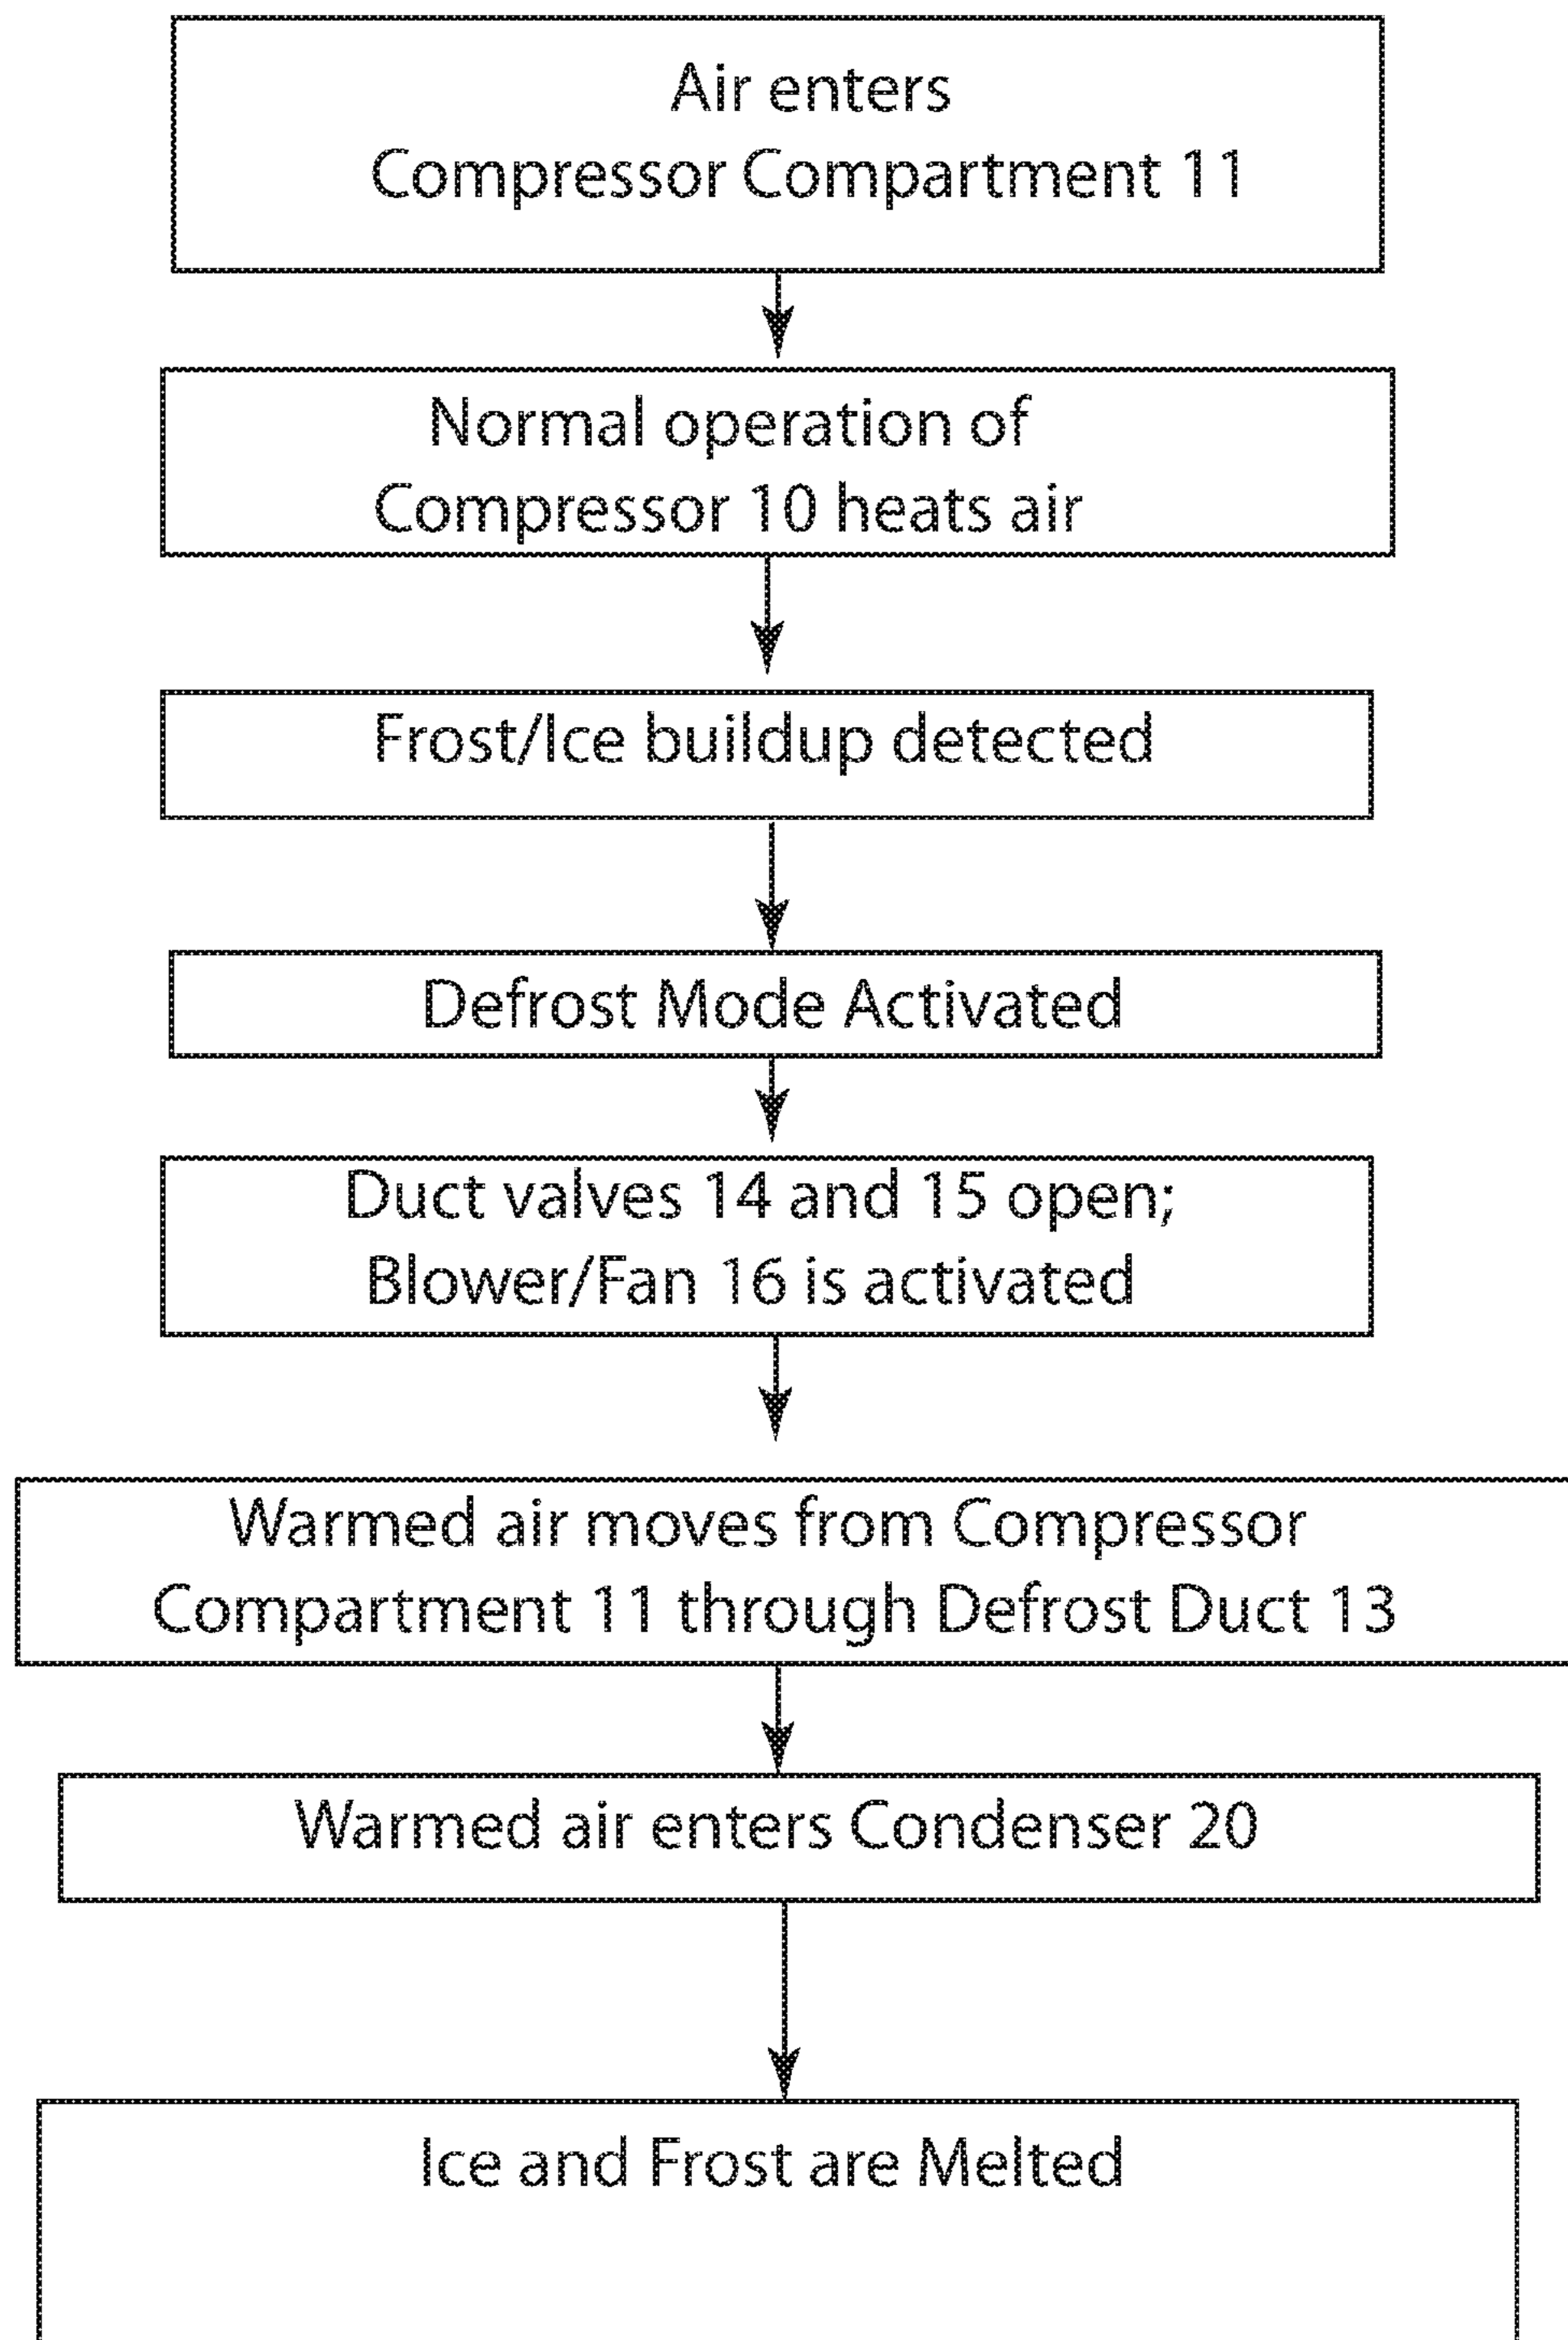 Air enters
Compressor Compartment 11
Normal operation of
Compressor 10 heats air
Frost/Ice buildup detected
Defrost Mode Activated
Duct valves 14 and 15 open;
Blower/Fan 16 is activated
Warmed air moves from Compressor
Compartment 11 through Defrost Duct 13
Warmed air enters Condenser 20
Ice and Frost are Melted